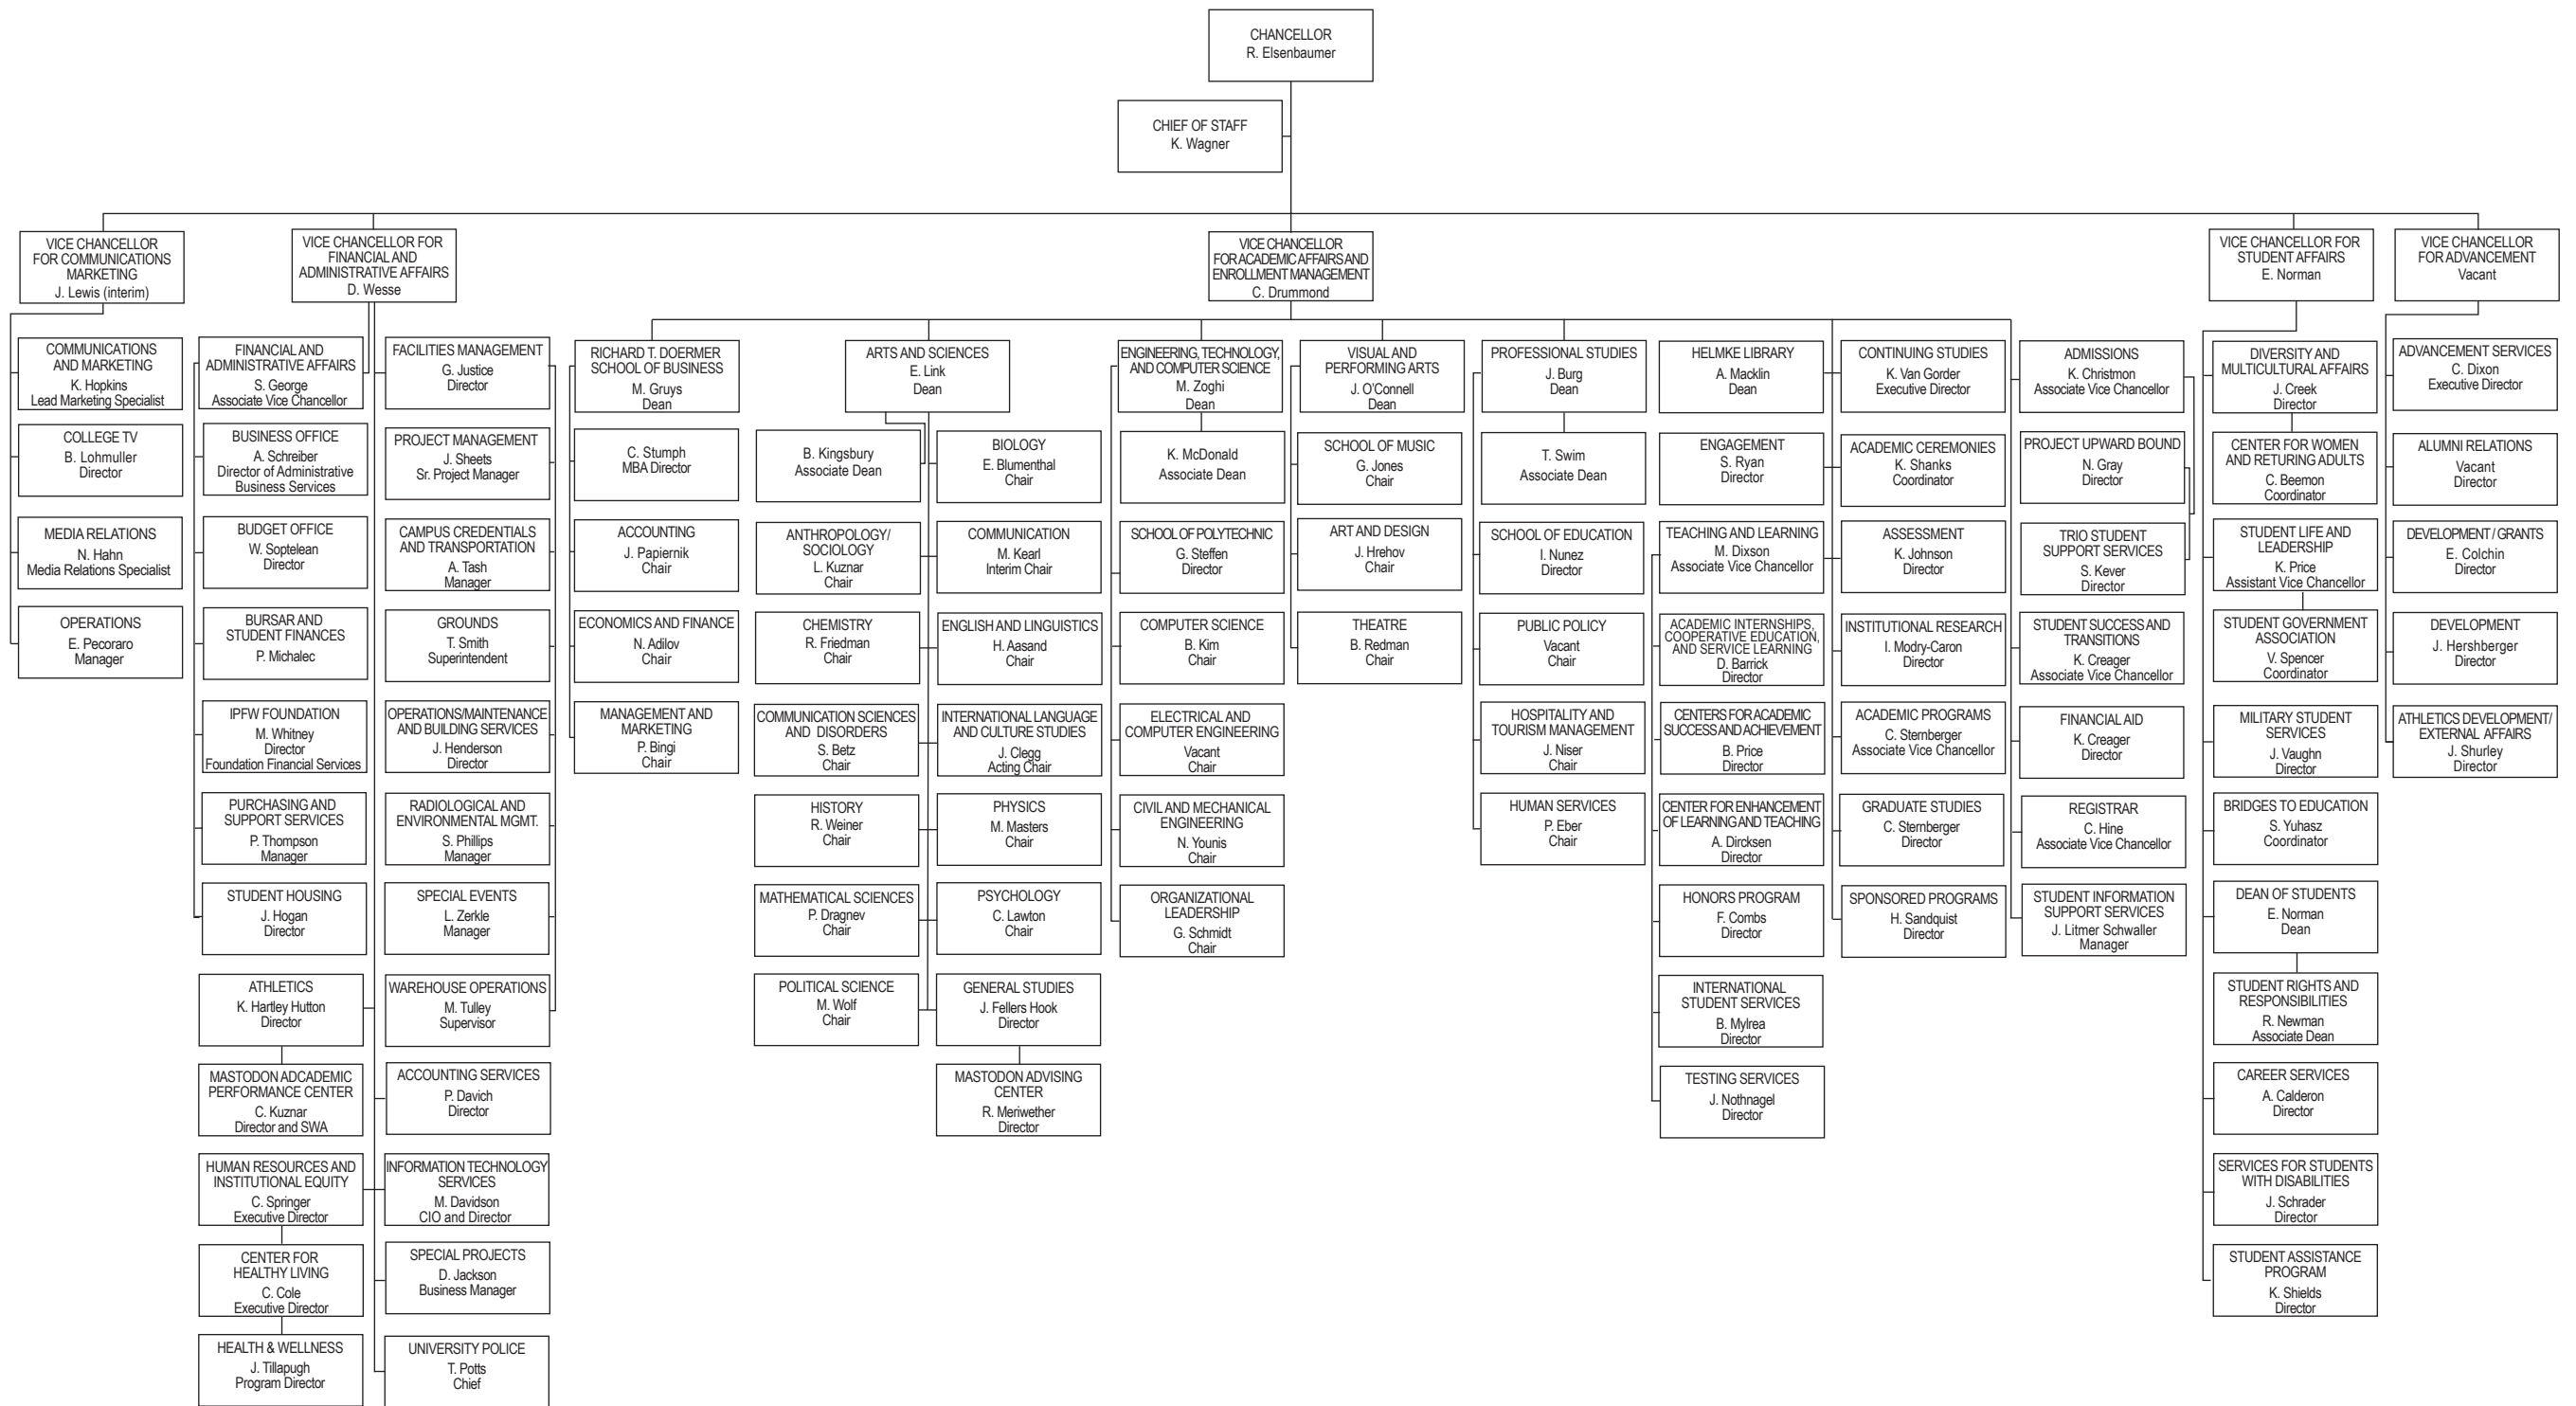 CHANCELLOR
R. Elsenbaumer
CHIEF OF STAFF
K. Wagner
VICE CHANCELLOR
FOR COMMUNICATIONS
MARKETING
J. Lewis (interim)
VICE CHANCELLOR FOR
FINANCIAL AND
ADMINISTRATIVE AFFAIRS
D. Wesse
VICE CHANCELLOR
FOR ACADEMIC AFFAIRS AND
ENROLLMENT MANAGEMENT
C. Drummond
VICE CHANCELLOR FOR
STUDENT AFFAIRS
E. Norman
VICE CHANCELLOR
FOR ADVANCEMENT
Vacant
COMMUNICATIONS
AND MARKETING
K. Hopkins
Lead Marketing Specialist
COLLEGE TV
B. Lohmuller
Director
MEDIA RELATIONS
N. Hahn
Media Relations Specialist
OPERATIONS
E. Pecoraro
Manager
FINANCIAL AND
ADMINISTRATIVE AFFAIRS
S. George
Associate Vice Chancellor
BUSINESS OFFICE
A. Schreiber
Director of Administrative
Business Services
BUDGET OFFICE
W. Soptelean
Director
BURSAR AND
STUDENT FINANCES
P. Michalec
IPFW FOUNDATION
M. Whitney
Director
Foundation Financial Services
PURCHASING AND
SUPPORT SERVICES
P. Thompson
Manager
STUDENT HOUSING
J. Hogan
Director
ATHLETICS
K. Hartley Hutton
Director
MASTODON ADCADEMIC
PERFORMANCE CENTER
C. Kuznar
Director and SWA
HUMAN RESOURCES AND
INSTITUTIONAL EQUITY
C. Springer
Executive Director
CENTER FOR
HEALTHY LIVING
C. Cole
Executive Director
HEALTH & WELLNESS
J. Tillapugh
Program Director
FACILITIES MANAGEMENT
G. Justice
Director
PROJECT MANAGEMENT
J. Sheets
Sr. Project Manager
CAMPUS CREDENTIALS
AND TRANSPORTATION
A. Tash
Manager
GROUNDS
T. Smith
Superintendent
OPERATIONS/MAINTENANCE
AND BUILDING SERVICES
J. Henderson
Director
RADIOLOGICAL AND
ENVIRONMENTAL MGMT.
S. Phillips
Manager
SPECIAL EVENTS
L. Zerkle
Manager
WAREHOUSE OPERATIONS
M. Tulley
Supervisor
ACCOUNTING SERVICES
P. Davich
Director
INFORMATION TECHNOLOGY
SERVICES
M. Davidson
CIO and Director
SPECIAL PROJECTS
D. Jackson
Business Manager
UNIVERSITY POLICE
T. Potts
Chief
RICHARD T. DOERMER
SCHOOL OF BUSINESS
M. Gruys
Dean
C. Stumph
MBA Director
ACCOUNTING
J. Papiernik
Chair
ECONOMICS AND FINANCE
N. Adilov
Chair
MANAGEMENT AND
MARKETING
P. Bingi
Chair
ARTS AND SCIENCES
E. Link
Dean
B. Kingsbury
Associate Dean
ANTHROPOLOGY/
SOCIOLOGY
L. Kuznar
Chair
CHEMISTRY
R. Friedman
Chair
COMMUNICATION SCIENCES
AND DISORDERS
S. Betz
Chair
HISTORY
R. Weiner
Chair
MATHEMATICAL SCIENCES
P. Dragnev
Chair
POLITICAL SCIENCE
M. Wolf
Chair
BIOLOGY
E. Blumenthal
Chair
COMMUNICATION
M. Kearl
Interim Chair
ENGLISH AND LINGUISTICS
H. Aasand
Chair
INTERNATIONAL LANGUAGE
AND CULTURE STUDIES
J. Clegg
Acting Chair
PHYSICS
M. Masters
Chair
PSYCHOLOGY
C. Lawton
Chair
GENERAL STUDIES
J. Fellers Hook
Director
MASTODON ADVISING
CENTER
R. Meriwether
Director
ENGINEERING, TECHNOLOGY,
AND COMPUTER SCIENCE
M. Zoghi
Dean
K. McDonald
Associate Dean
SCHOOL OF POLYTECHNIC
G. Steffen
Director
COMPUTER SCIENCE
B. Kim
Chair
ELECTRICAL AND
COMPUTER ENGINEERING
Vacant
Chair
CIVIL AND MECHANICAL
ENGINEERING
N. Younis
Chair
ORGANIZATIONAL
LEADERSHIP
G. Schmidt
Chair
VISUAL AND
PERFORMING ARTS
J. O'Connell
Dean
SCHOOL OF MUSIC
G. Jones
Chair
ART AND DESIGN
J. Hrehov
Chair
THEATRE
B. Redman
Chair
PROFESSIONAL STUDIES
J. Burg
Dean
T. Swim
Associate Dean
SCHOOL OF EDUCATION
I. Nunez
Director
PUBLIC POLICY
Vacant
Chair
HOSPITALITY AND
TOURISM MANAGEMENT
J. Niser
Chair
HUMAN SERVICES
P. Eber
Chair
HELMKE LIBRARY
A. Macklin
Dean
ENGAGEMENT
S. Ryan
Director
TEACHING AND LEARNING
M. Dixson
Associate Vice Chancellor
ACADEMIC INTERNSHIPS,
COOPERATIVE EDUCATION,
AND SERVICE LEARNING
D. Barrick
Director
CENTERS FOR ACADEMIC
SUCCESS AND ACHIEVEMENT
B. Price
Director
CENTER FOR ENHANCEMENT
OF LEARNING AND TEACHING
A. Dircksen
Director
HONORS PROGRAM
F. Combs
Director
INTERNATIONAL
STUDENT SERVICES
B. Mylrea
Director
TESTING SERVICES
J. Nothnagel
Director
CONTINUING STUDIES
K. Van Gorder
Executive Director
ACADEMIC CEREMONIES
K. Shanks
Coordinator
ASSESSMENT
K. Johnson
Director
INSTITUTIONAL RESEARCH
I. Modry-Caron
Director
ACADEMIC PROGRAMS
C. Sternberger
Associate Vice Chancellor
GRADUATE STUDIES
C. Sternberger
Director
SPONSORED PROGRAMS
H. Sandquist
Director
ADMISSIONS
K. Christmon
Associate Vice Chancellor
PROJECT UPWARD BOUND
N. Gray
Director
TRIO STUDENT
SUPPORT SERVICES
S. Kever
Director
STUDENT SUCCESS AND
TRANSITIONS
K. Creager
Associate Vice Chancellor
FINANCIAL AID
K. Creager
Director
REGISTRAR
C. Hine
Associate Vice Chancellor
STUDENT INFORMATION
SUPPORT SERVICES
J. Litmer Schwaller
Manager
DIVERSITY AND
MULTICULTURAL AFFAIRS
J. Creek
Director
CENTER FOR WOMEN
AND RETURING ADULTS
C. Beemon
Coordinator
STUDENT LIFE AND
LEADERSHIP
K. Price
Assistant Vice Chancellor
STUDENT GOVERNMENT
ASSOCIATION
V. Spencer
Coordinator
MILITARY STUDENT
SERVICES
J. Vaughn
Director
BRIDGES TO EDUCATION
S. Yuhasz
Coordinator
DEAN OF STUDENTS
E. Norman
Dean
STUDENT RIGHTS AND
RESPONSIBILITIES
R. Newman
Associate Dean
CAREER SERVICES
A. Calderon
Director
SERVICES FOR STUDENTS
WITH DISABILITIES
J. Schrader
Director
STUDENT ASSISTANCE
PROGRAM
K. Shields
Director
ADVANCEMENT SERVICES
C. Dixon
Executive Director
ALUMNI RELATIONS
Vacant
Director
DEVELOPMENT / GRANTS
E. Colchin
Director
DEVELOPMENT
J. Hershberger
Director
ATHLETICS DEVELOPMENT/
EXTERNAL AFFAIRS
J. Shurley
Director